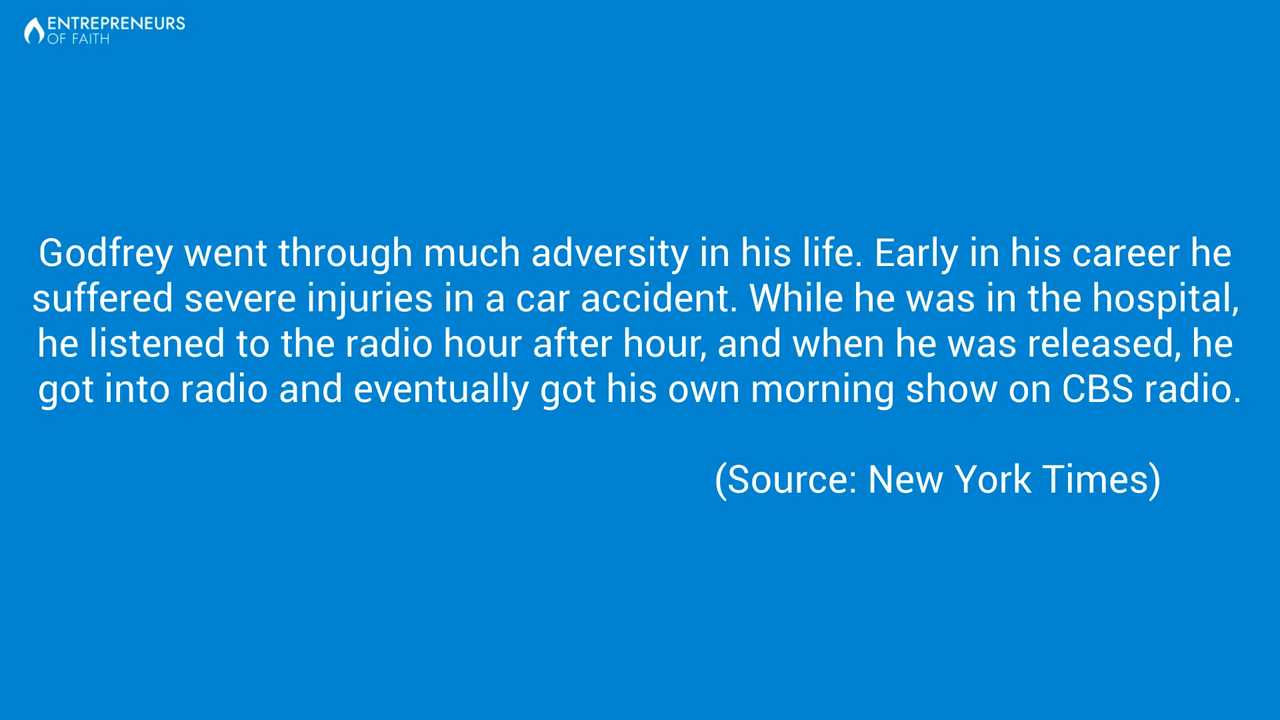 ENTREPRENEURS
OF FAITH
Godfrey went through much adversity in his life. Early in his career he
suffered severe injuries in a car accident. While he was in the hospital,
he listened to the radio hour after hour, and when he was released, he
got into radio and eventually got his own morning show on CBS radio.
(Source: New York Times)